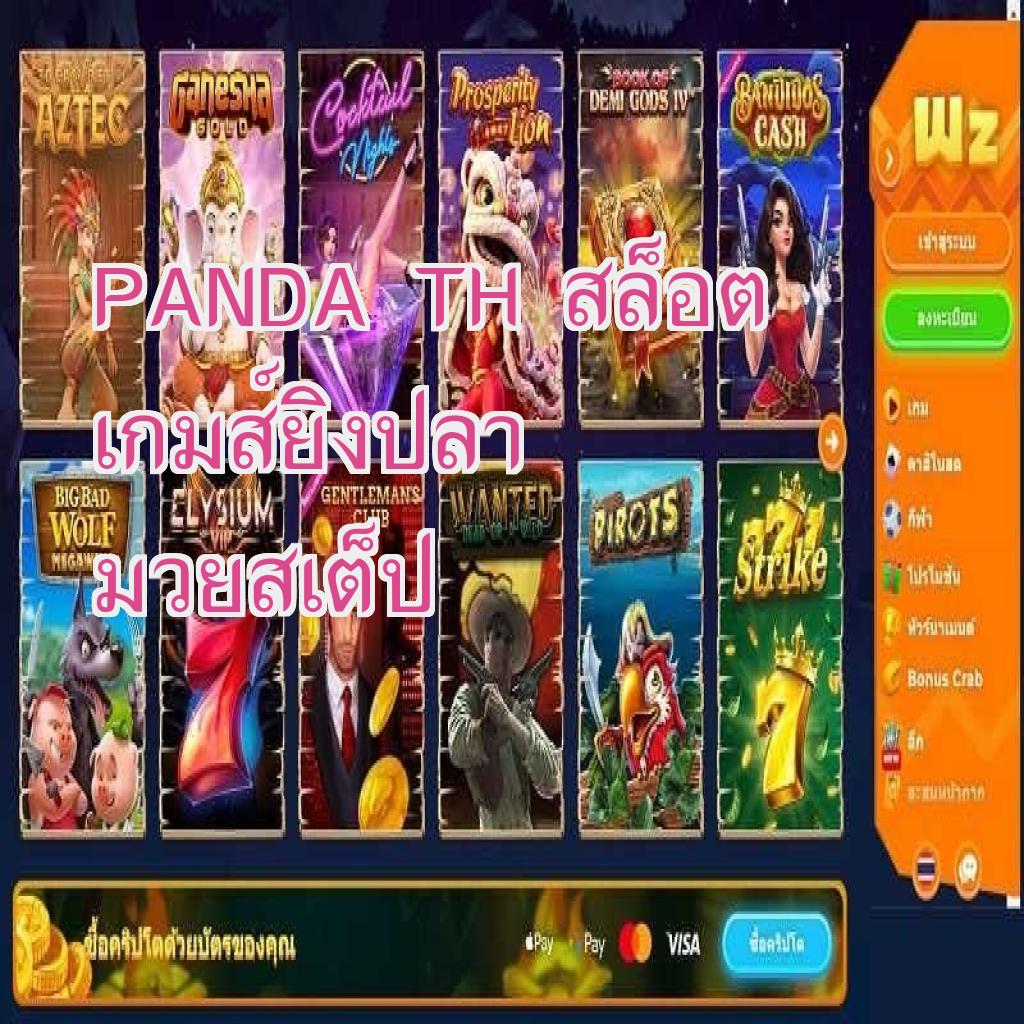 TREASURES OF
AZTEC
Ganesha
GOLD
Cocktail
Nights
Prosperity
Lion
BOOK OF
DEMI GODS IV
BANDIDOS
CASH
PANDA TH สล็อต
เกมส์ยิงปลา
มวยสเต็ป
BIG BAD
WOLF
MEGAWAYS
ELYSIUM
VIP
GENTLEMAN'S
CLUB
WANTED
DEAD OR A WILD
PIROTS
777
Strike
Wz
เข้าสู่ระบบ
ลงทะเบียน
เกม
คาสิโนสด
กีฬา
โปรโมชั่น
ทัวร์นาเมนต์
Bonus Crab
ลีก
สะสมหน้ากาก
ซื้อคริปโตด้วยบัตรของคุณ
Pay
Pay
VISA
ซื้อคริปโต